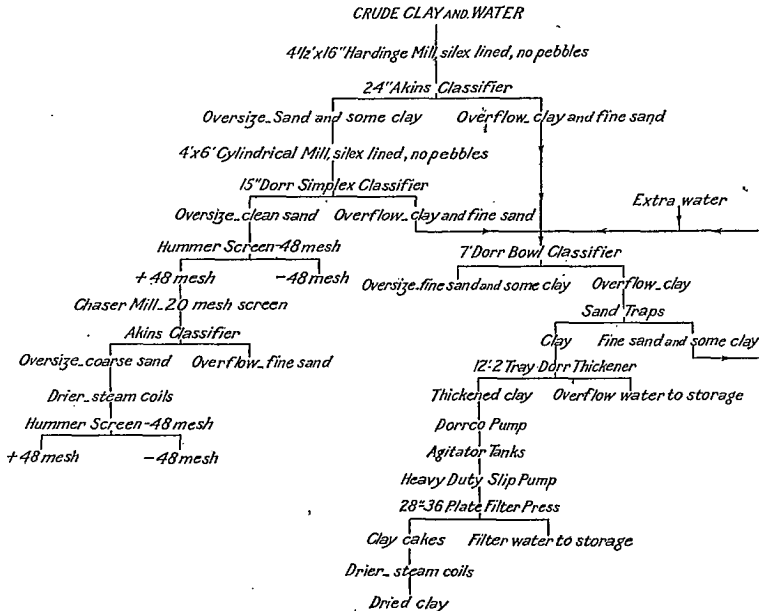 CRUDE CLAY AND WATER
4½'x16" Hardinge Mill, silex lined, no pebbles
24" Akins Classifier
Oversize_Sand and some clay
Overflow_clay and fine sand
4'x6' Cylindrical Mill, silex lined, no pebbles
15" Dorr Simplex Classifier
Extra water
Oversize_clean sand
Overflow_clay and fine sand
Hummer Screen-48 mesh
7' Dorr Bowl Classifier
+48 mesh
-48 mesh
Oversize_fine sand and some clay
Overflow_clay
Chaser Mill_20 mesh screen
Sand Traps
Akins Classifier
Clay
Fine sand and some clay
Oversize_coarse sand
Overflow_fine sand
12'-2 Tray Dorr Thickener
Drier_steam coils
Thickened clay
Overflow water to storage
Hummer Screen-48 mesh
Dorrco Pump
+48 mesh
-48 mesh
Agitator Tanks
Heavy Duty Slip Pump
28"-36 Plate Filter Press
Clay cakes
Filter water to storage
Drier_steam coils
Dried clay